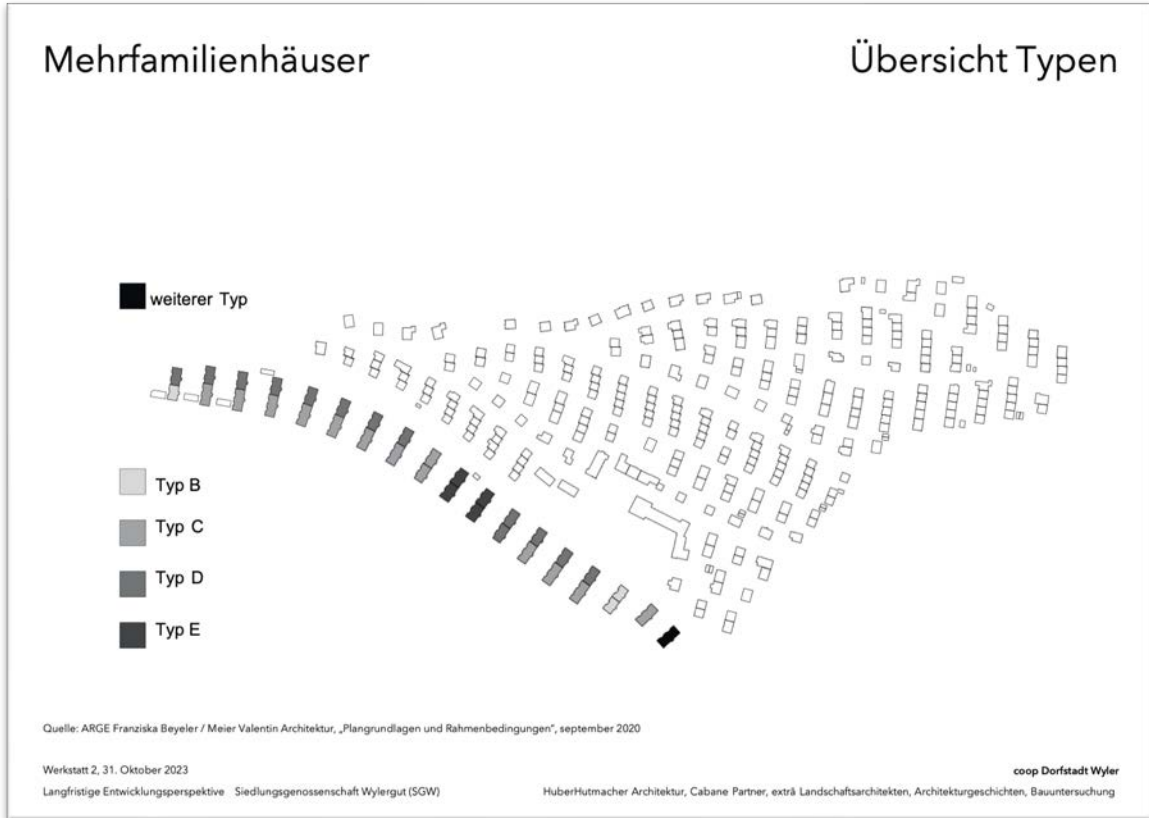 Mehrfamilienhäuser
Übersicht Typen
weiterer Typ
Typ B
Typ C
Typ D
Typ E
Quelle: ARGE Franziska Beyeler / Meier Valentin Architektur, „Plangrundlagen und Rahmenbedingungen“, september 2020
Werkstatt 2, 31. Oktober 2023
coop Dorfstadt Wyler
Langfristige Entwicklungsperspektive Siedlungsgenossenschaft Wylergut (SGW)
HuberHutmacher Architektur, Cabane Partner, extrā Landschaftsarchitekten, Architekturgeschichten, Bauuntersuchung